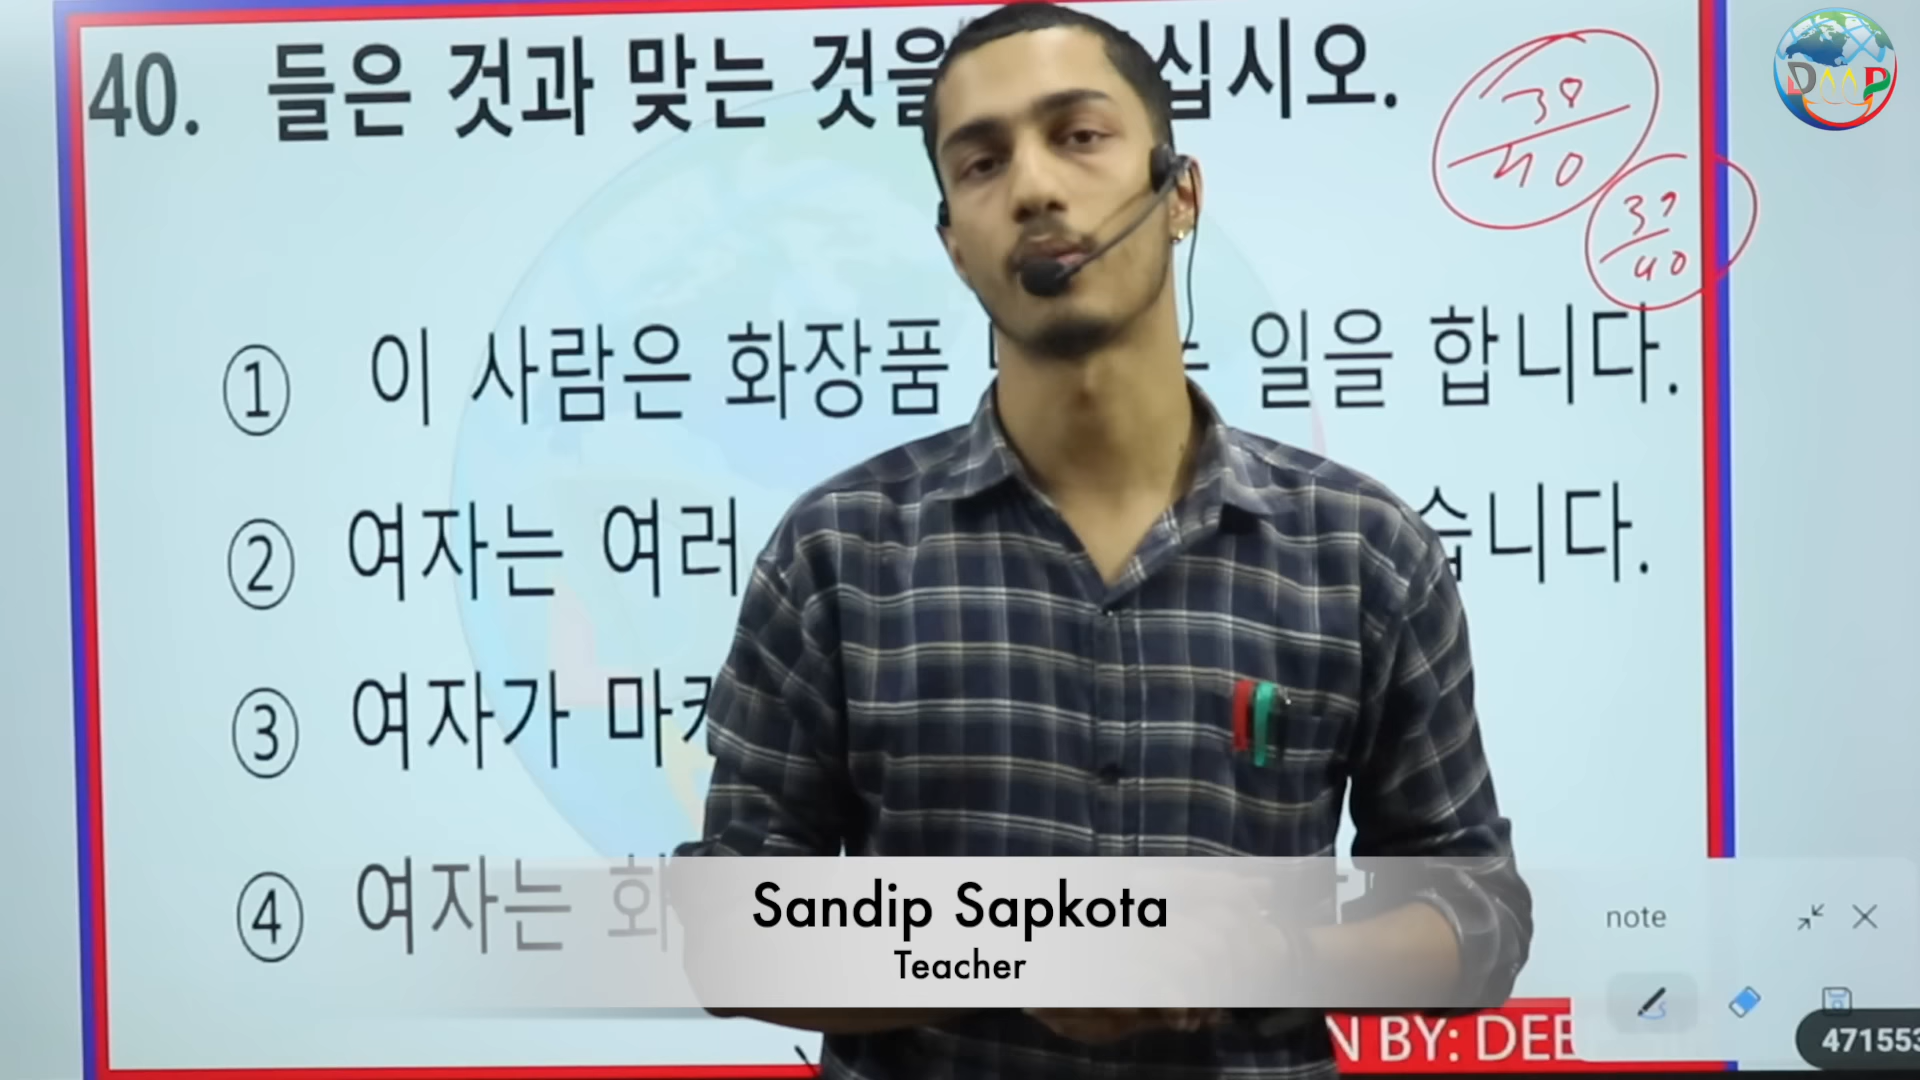 40. 들은 것과 맞는 것을 십시오.
38
40
37
40
DMMP
① 이 사람은 화장품 일을 합니다.
② 여자는 여러 습니다.
③ 여자가
④ 여자는 화
Sandip Sapkota
Teacher
note
N BY: DEE
471553